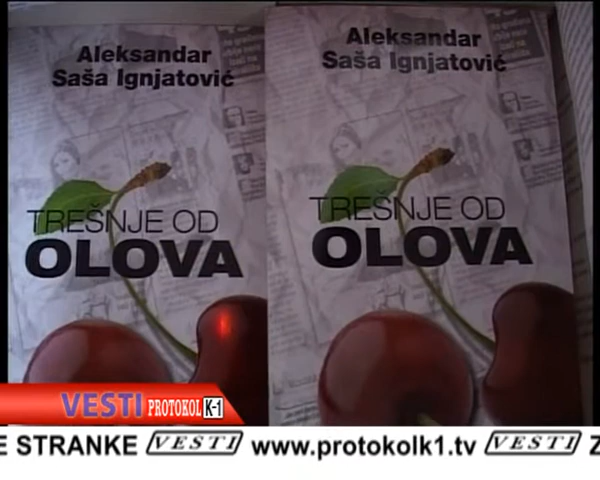 Aleksandar
Saša Ignjatović
TREŠNJE OD
OLOVA
Aleksandar
Saša Ignjatović
TREŠNJE OD
OLOVA
VESTI PROTOKOL K-1
E STRANKE VESTI www.protokolk1.tv VESTI Z